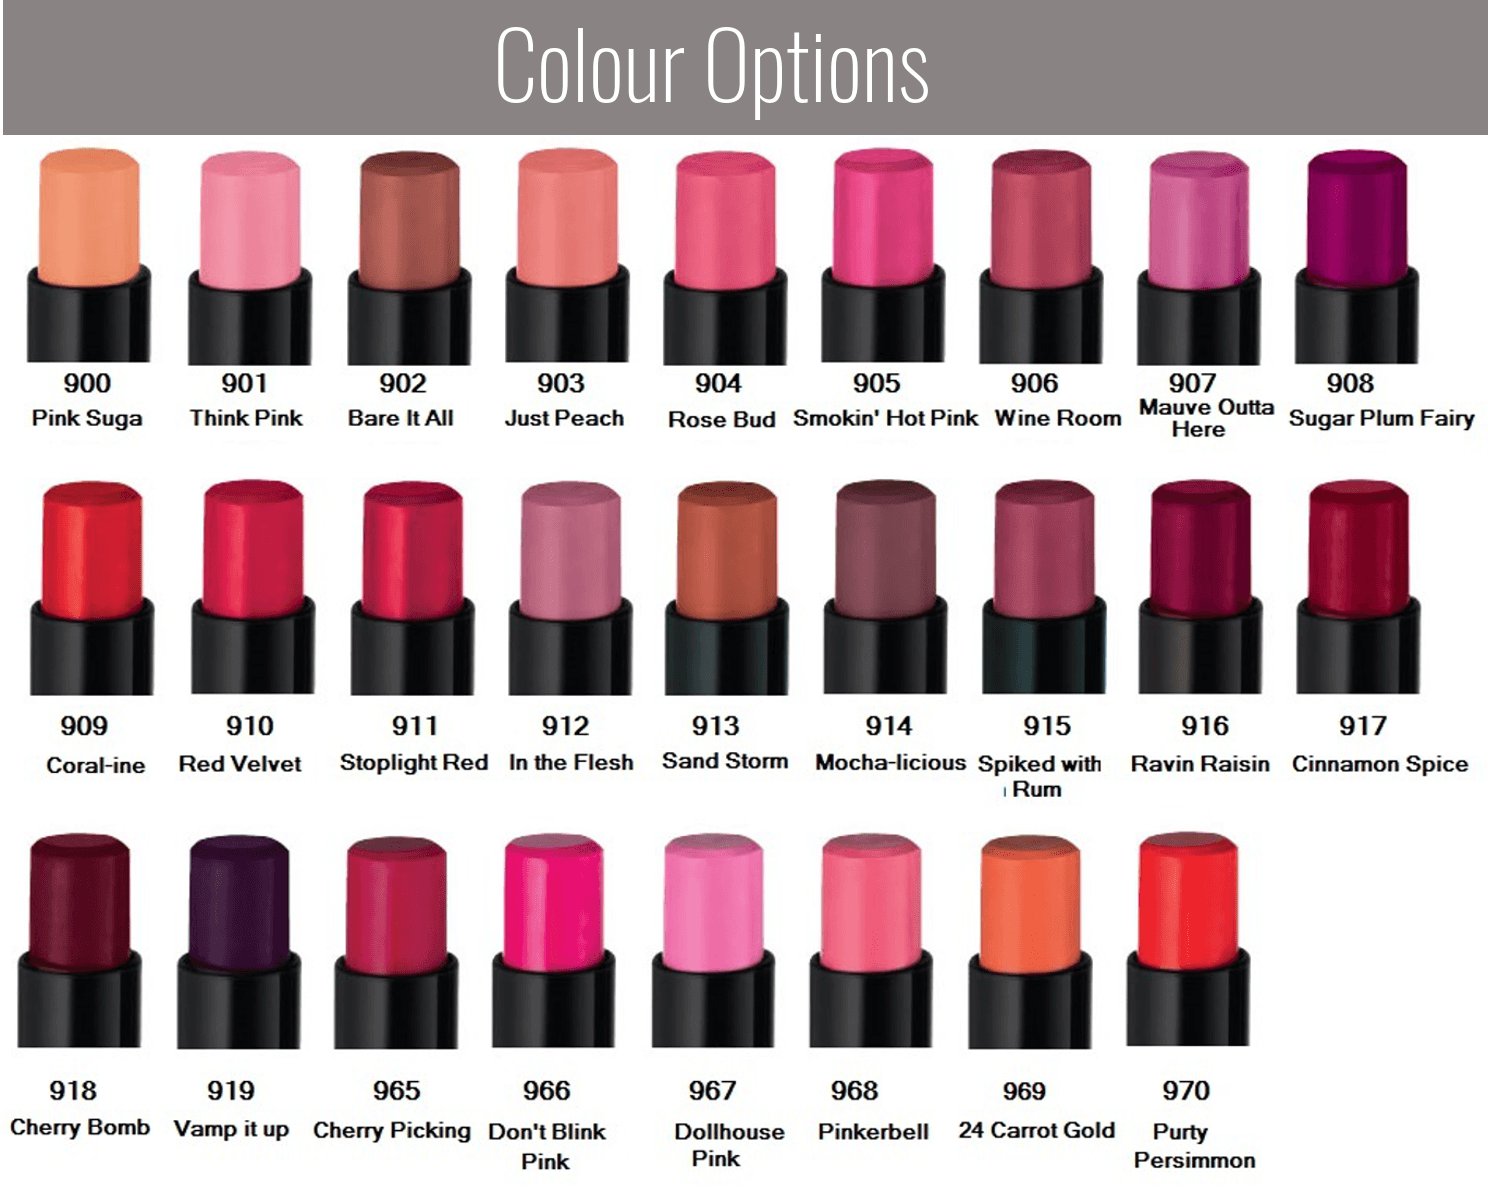 Colour Options
900 901 902 903 904 905 906 907 908
Pink Suga Think Pink Bare It All Just Peach Rose Bud Smokin' Hot Pink Wine Room Mauve Outta Sugar Plum Fairy
Here
909 910 911 912 913 914 915 916 917
Coral-ine Red Velvet Stoplight Red In the Flesh Sand Storm Mocha-licious Spiked with Ravin Raisin Cinnamon Spice
Rum
918 919 965 966 967 968 969 970
Cherry Bomb Vamp it up Cherry Picking Don't Blink Dollhouse Pinkerbell 24 Carrot Gold Purty
Pink Pink Persimmon